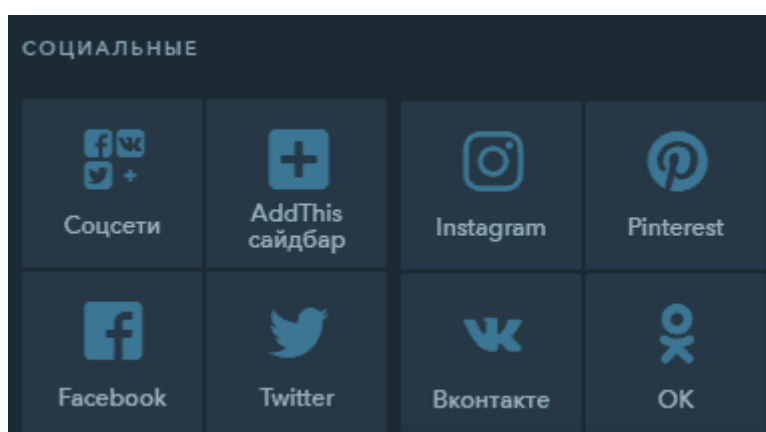 СОЦИАЛЬНЫЕ
Соцсети
AddThis
сайдбар
Instagram
Pinterest
Facebook
Twitter
Вконтакте
OK